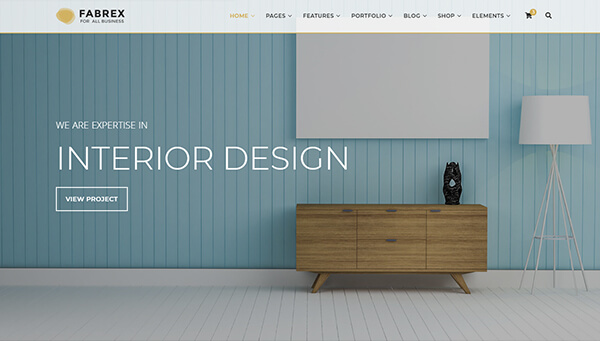 FABREX
FOR ALL BUSINESS
HOME PAGES FEATURES PORTFOLIO BLOG SHOP ELEMENTS 3
WE ARE EXPERTISE IN
INTERIOR DESIGN
VIEW PROJECT